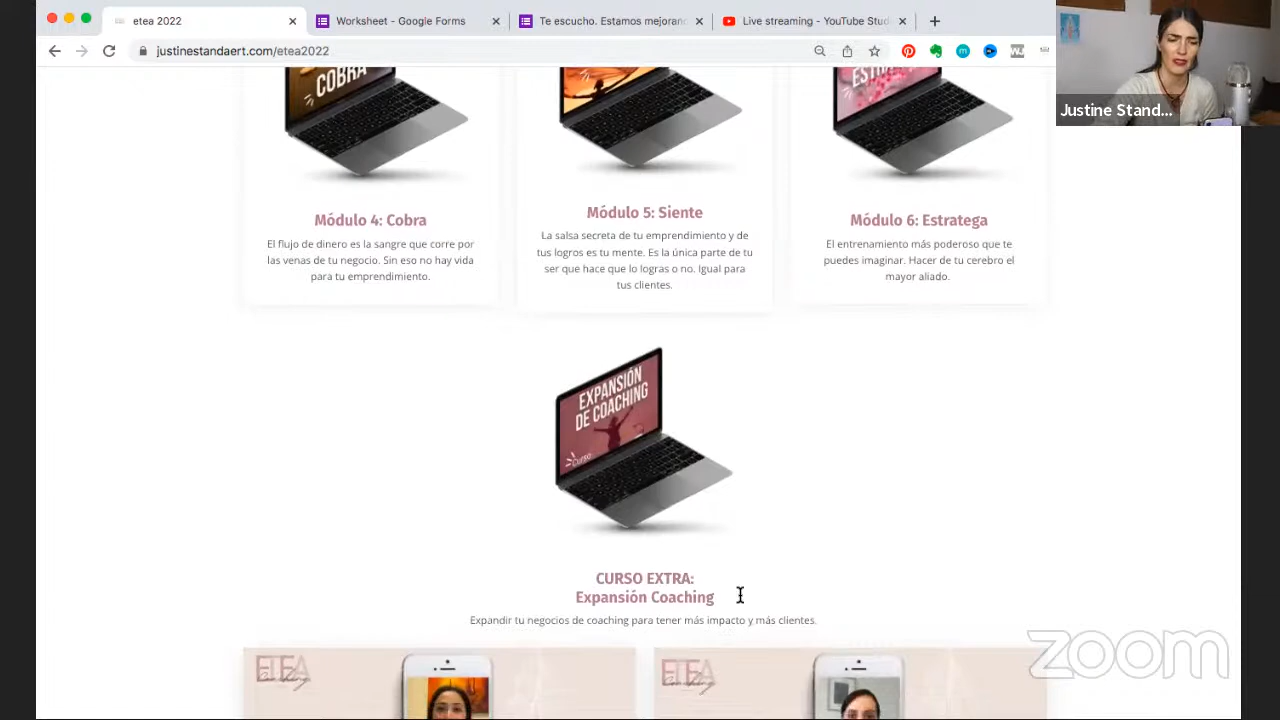 etea 2022
Worksheet - Google Forms
Te escucho. Estamos mejorand
Live streaming - YouTube Stud
justinestandaert.com/etea2022
Justine Stand...
COBRA
ESTRAT
Módulo 4: Cobra
El flujo de dinero es la sangre que corre por
las venas de tu negocio. Sin eso no hay vida
para tu emprendimiento.
Módulo 5: Siente
La salsa secreta de tu emprendimiento y de
tus logros es tu mente. Es la única parte de tu
ser que hace que lo logras o no. Igual para
tus clientes.
Módulo 6: Estratega
El entrenamiento más poderoso que te
puedes imaginar. Hacer de tu cerebro el
mayor aliado.
EXPANSIÓN
DE COACHING
Curso
CURSO EXTRA:
Expansión Coaching
Expandir tu negocios de coaching para tener más impacto y más clientes.
ETEA
Coaching
ETEA
Coaching
zoom